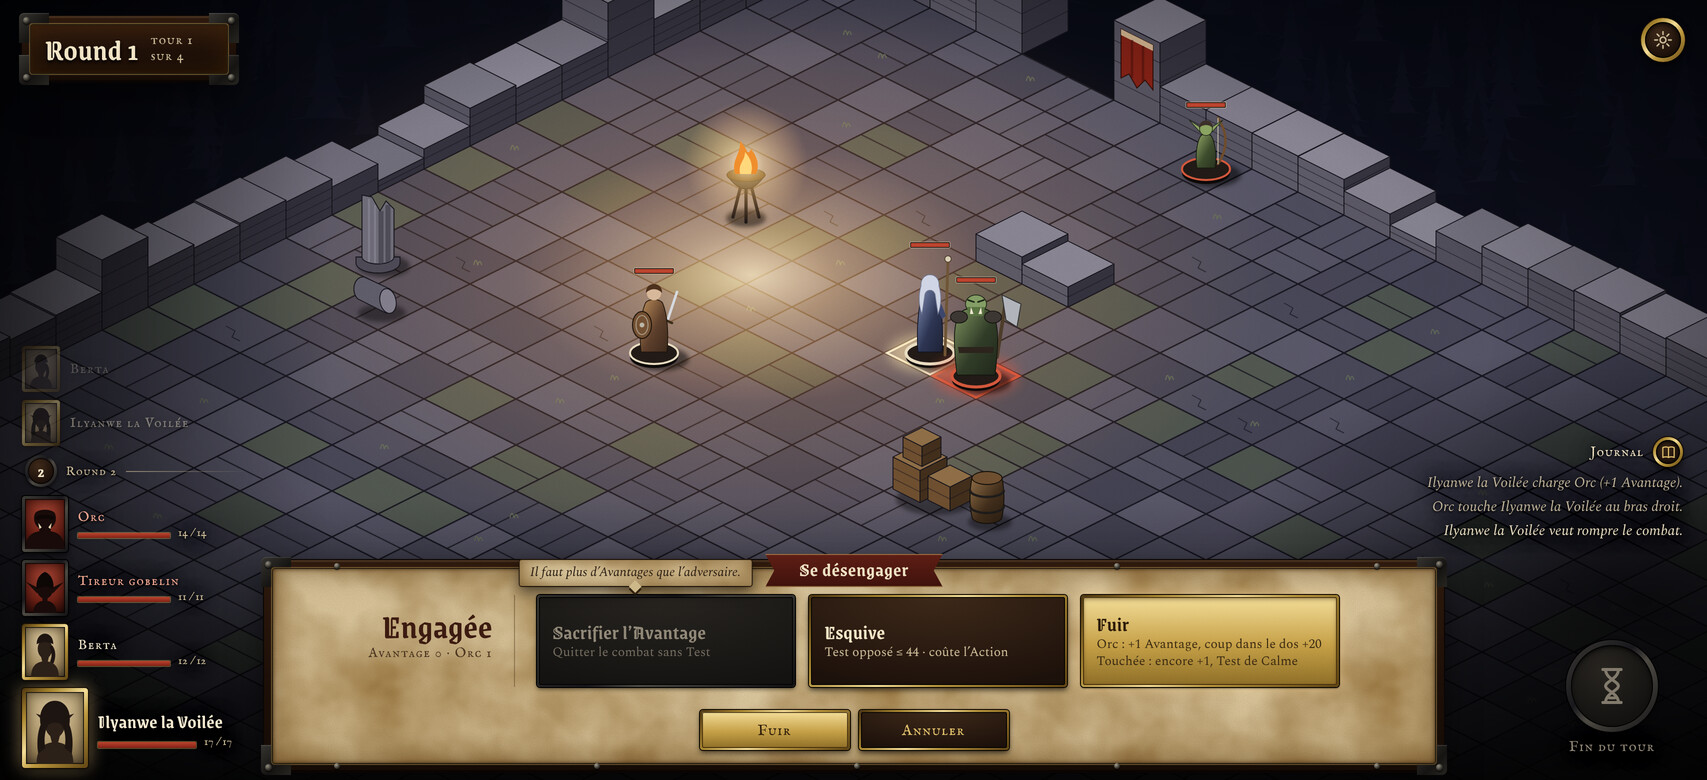 Round 1
TOUR 1
SUR 4
BERTA
ILYANWE LA VOILÉE
2
ROUND 2
ORC
14/14
TIREUR GOBELIN
11/11
BERTA
12/12
Ilyanwe la Voilée
17/17
JOURNAL
Ilyanwe la Voilée charge Orc (+1 Avantage).
Orc touche Ilyanwe la Voilée au bras droit.
Ilyanwe la Voilée veut rompre le combat.
Il faut plus d'Avantages que l'adversaire.
Se désengager
Engagée
AVANTAGE 0 · ORC 1
Sacrifier l'Avantage
Quitter le combat sans Test
Esquive
Test opposé ≤ 44 · coûte l'Action
Fuir
Orc : +1 Avantage, coup dans le dos +20
Touchée : encore +1, Test de Calme
FUIR
ANNULER
FIN DU TOUR